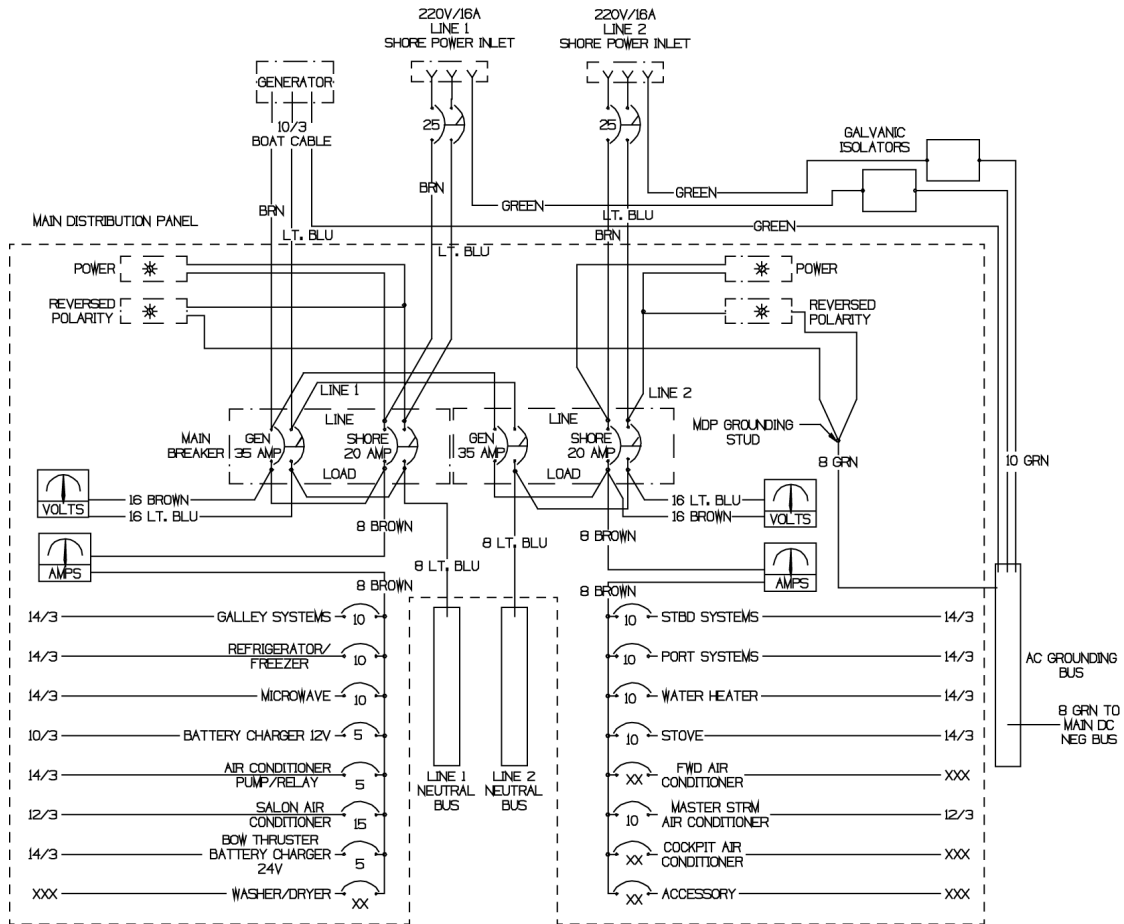 220V/16A
LINE 1
SHORE POWER INLET
220V/16A
LINE 2
SHORE POWER INLET
GENERATOR
10/3
BOAT CABLE
25
25
GALVANIC
ISOLATORS
BRN
BRN
GREEN
GREEN
LT. BLU
BRN
GREEN
MAIN DISTRIBUTION PANEL
LT. BLU
LT. BLU
POWER
POWER
REVERSED
POLARITY
REVERSED
POLARITY
LINE 1
LINE 2
MAIN
BREAKER
GEN
35 AMP
LINE
SHORE
20 AMP
LOAD
GEN
35 AMP
LINE
SHORE
20 AMP
LOAD
MDP GROUNDING
STUD
8 GRN
10 GRN
VOLTS
16 BROWN
16 LT. BLU
16 LT. BLU
16 BROWN
VOLTS
8 BROWN
8 LT. BLU
8 LT. BLU
8 BROWN
AMPS
AMPS
8 BROWN
8 BROWN
14/3
GALLEY SYSTEMS
10
14/3
REFRIGERATOR/
FREEZER
10
14/3
MICROWAVE
10
10/3
BATTERY CHARGER 12V
5
14/3
AIR CONDITIONER
PUMP/RELAY
5
12/3
SALON AIR
CONDITIONER
15
14/3
BOW THRUSTER
BATTERY CHARGER
24V
5
XXX
WASHER/DRYER
XX
LINE 1
NEUTRAL
BUS
LINE 2
NEUTRAL
BUS
10
STBD SYSTEMS
14/3
10
PORT SYSTEMS
14/3
10
WATER HEATER
14/3
10
STOVE
14/3
XX
FWD AIR
CONDITIONER
XXX
10
MASTER STRM
AIR CONDITIONER
12/3
XX
COCKPIT AIR
CONDITIONER
XXX
XX
ACCESSORY
XXX
AC GROUNDING
BUS
8 GRN TO
MAIN DC
NEG BUS